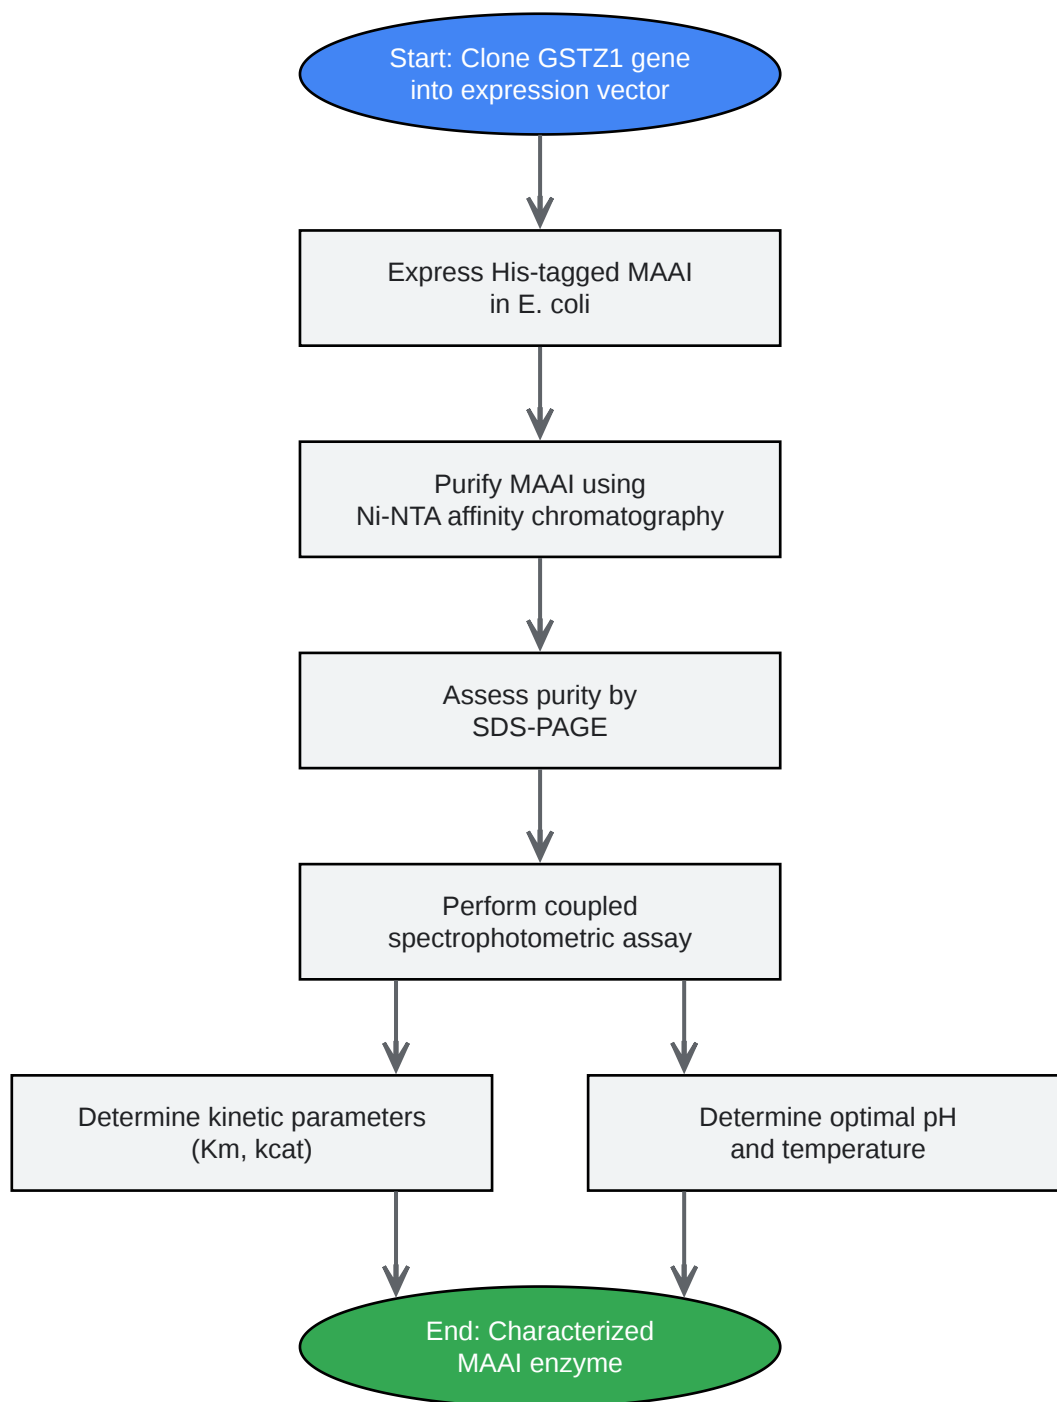 Start: Clone GSTZ1 gene
into expression vector
Express His-tagged MAAI
in E. coli
Purify MAAI using
Ni-NTA affinity chromatography
Assess purity by
SDS-PAGE
Perform coupled
spectrophotometric assay
Determine kinetic parameters
(Km, kcat)
Determine optimal pH
and temperature
End: Characterized
MAAI enzyme